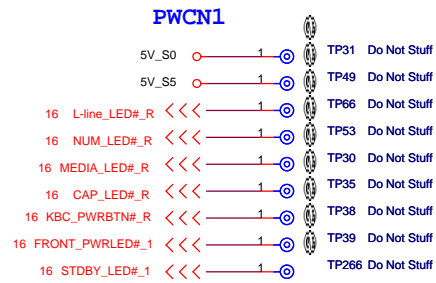 PWCN1
5V_S0 1 TP31 Do Not Stuff
5V_S5 1 TP49 Do Not Stuff
16 L-line_LED#_R 1 TP66 Do Not Stuff
16 NUM_LED#_R 1 TP53 Do Not Stuff
16 MEDIA_LED#_R 1 TP30 Do Not Stuff
16 CAP_LED#_R 1 TP35 Do Not Stuff
16 KBC_PWRBTN#_R 1 TP38 Do Not Stuff
16 FRONT_PWRLED#_1 1 TP39 Do Not Stuff
16 STDBY_LED#_1 1 TP266 Do Not Stuff